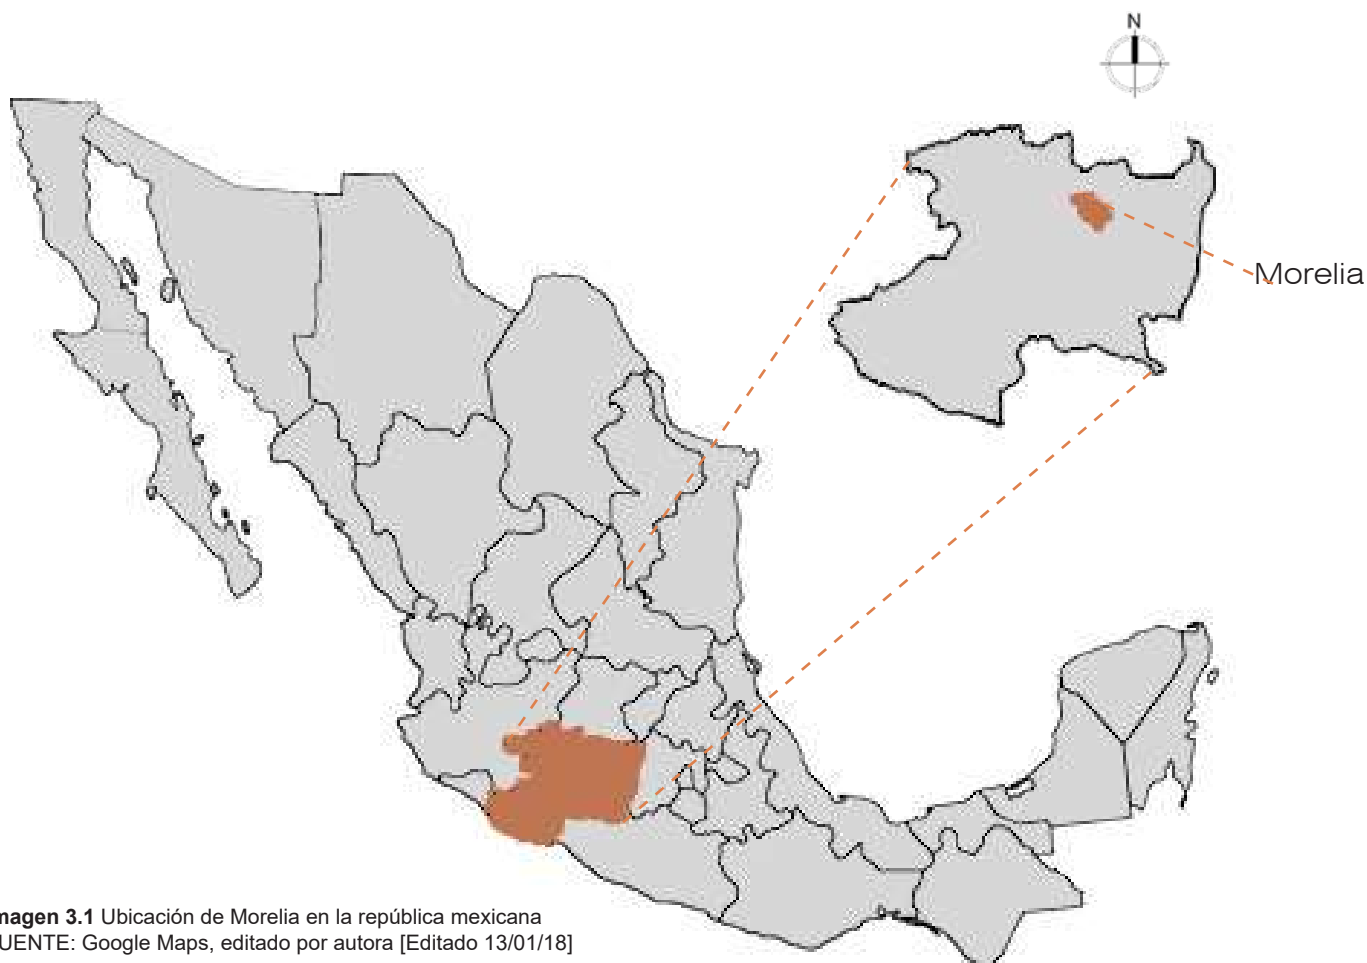 N
Morelia
magen 3.1 Ubicación de Morelia en la república mexicana
UENTE: Google Maps, editado por autora [Editado 13/01/18]